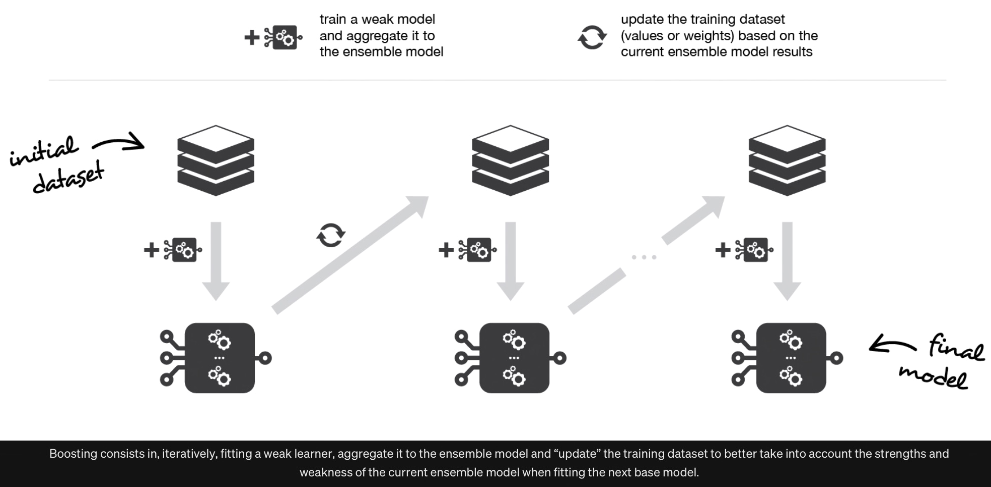 train a weak model
and aggregate it to
the ensemble model
update the training dataset
(values or weights) based on the
current ensemble model results
initial
dataset
final
model
Boosting consists in, iteratively, fitting a weak learner, aggregate it to the ensemble model and “update” the training dataset to better take into account the strengths and
weakness of the current ensemble model when fitting the next base model.